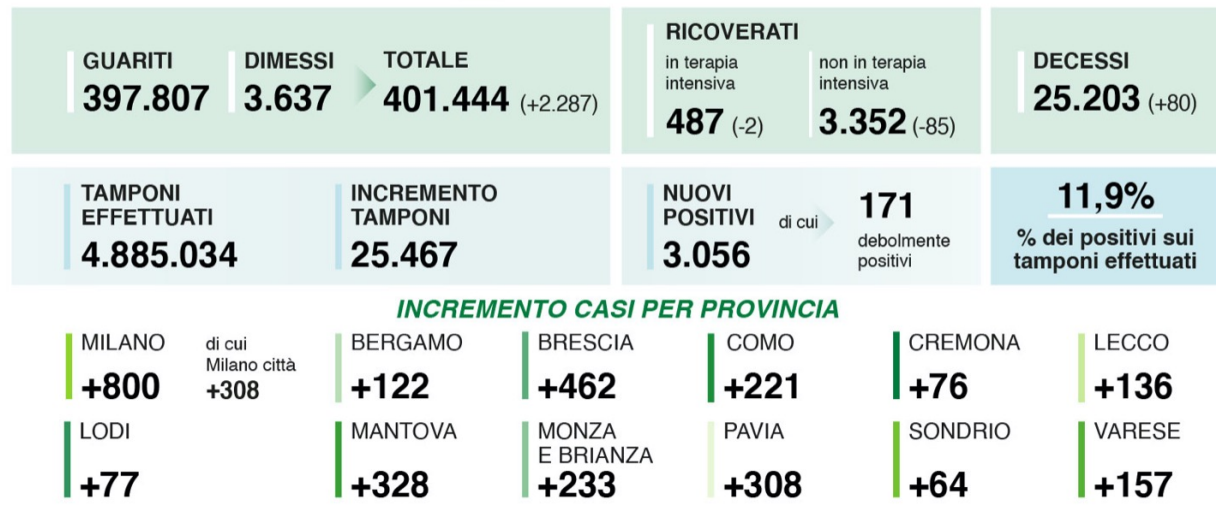 GUARITI
397.807
DIMESSI
3.637
TOTALE
401.444 (+2.287)
RICOVERATI
in terapia
intensiva
487 (-2)
non in terapia
intensiva
3.352 (-85)
DECESSI
25.203 (+80)
TAMPONI
EFFETTUATI
4.885.034
INCREMENTO
TAMPONI
25.467
NUOVI
POSITIVI
3.056
di cui
171
debolmente
positivi
11,9%
% dei positivi sui
tamponi effettuati
INCREMENTO CASI PER PROVINCIA
MILANO
+800
di cui
Milano città
+308
BERGAMO
+122
BRESCIA
+462
COMO
+221
CREMONA
+76
LECCO
+136
LODI
+77
MANTOVA
+328
MONZA
E BRIANZA
+233
PAVIA
+308
SONDRIO
+64
VARESE
+157